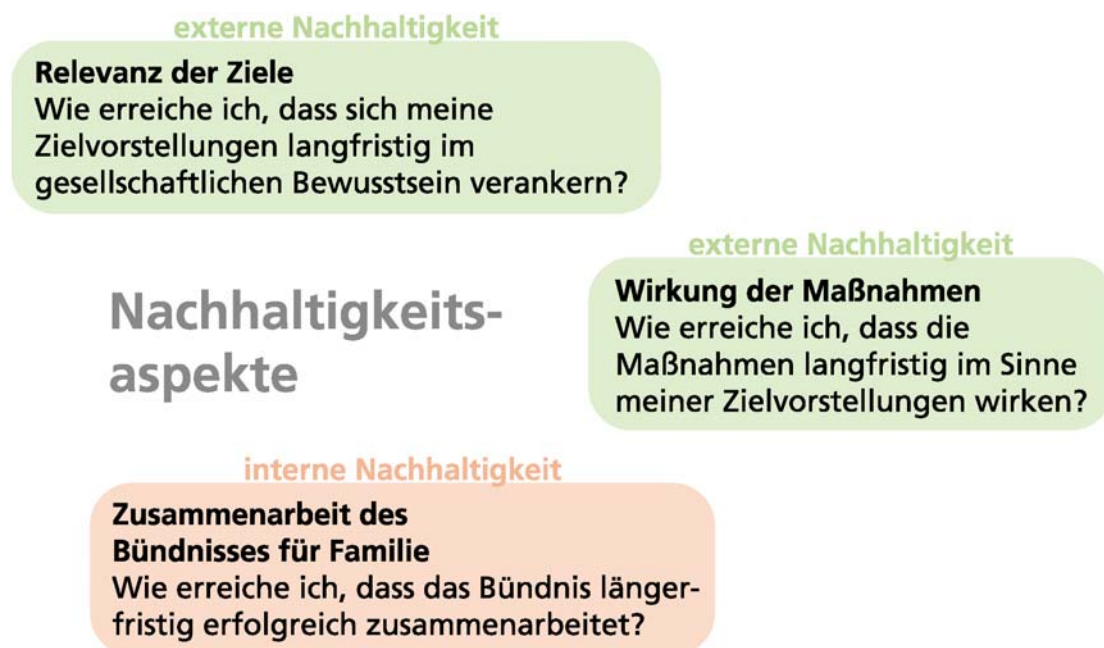 externe Nachhaltigkeit
Relevanz der Ziele
Wie erreiche ich, dass sich meine
Zielvorstellungen langfristig im
gesellschaftlichen Bewusstsein verankern?
externe Nachhaltigkeit
Wirkung der Maßnahmen
Wie erreiche ich, dass die
Maßnahmen langfristig im Sinne
meiner Zielvorstellungen wirken?
Nachhaltigkeits-
aspekte
interne Nachhaltigkeit
Zusammenarbeit des
Bündnisses für Familie
Wie erreiche ich, dass das Bündnis länger-
fristig erfolgreich zusammenarbeitet?